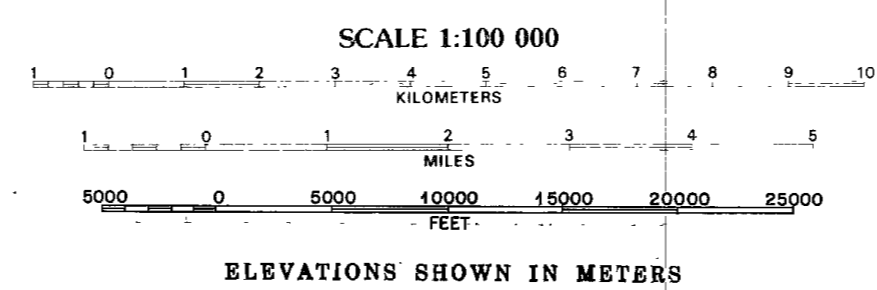 SCALE 1:100 000
1 0 1 2 3 4 5 6 7 8 9 10
KILOMETERS
1 0 1 2 3 4 5
MILES
5000 0 5000 10000 15000 20000 25000
FEET
ELEVATIONS SHOWN IN METERS